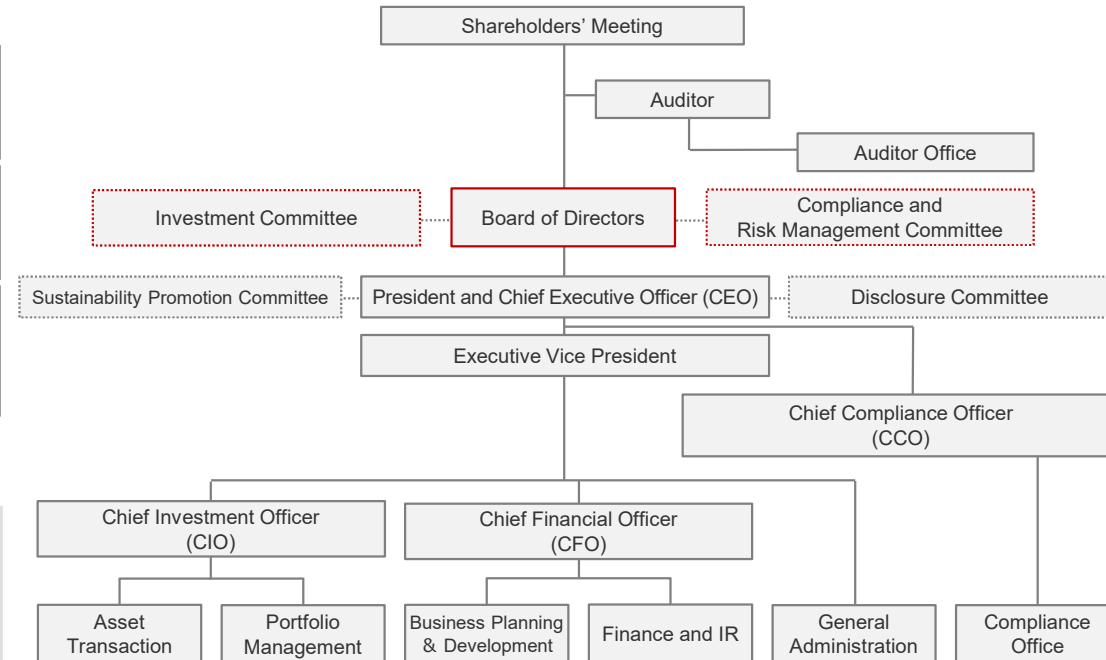 Shareholders’ Meeting
Auditor
Auditor Office
Investment Committee
Board of Directors
Compliance and
Risk Management Committee
Sustainability Promotion Committee
President and Chief Executive Officer (CEO)
Disclosure Committee
Executive Vice President
Chief Compliance Officer
(CCO)
Chief Investment Officer
(CIO)
Chief Financial Officer
(CFO)
Asset
Transaction
Portfolio
Management
Business Planning
& Development
Finance and IR
General
Administration
Compliance
Office